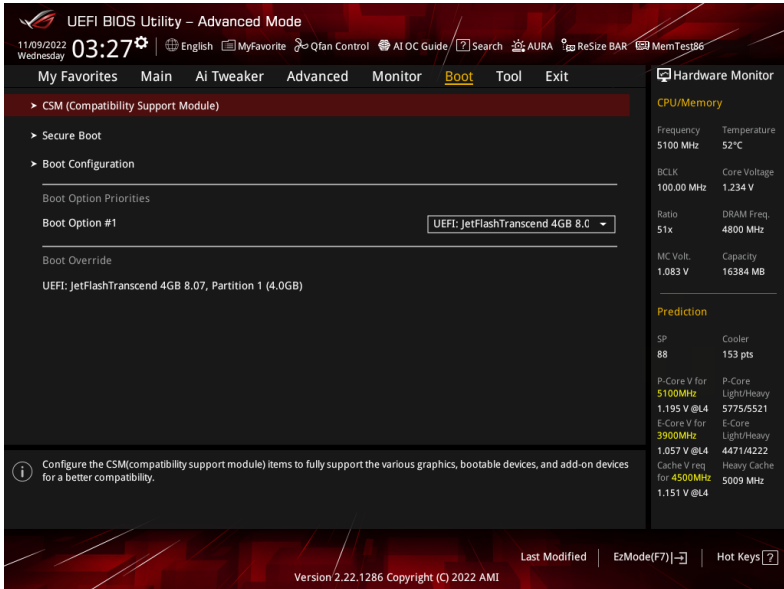 UEFI BIOS Utility – Advanced Mode
11/09/2022 Wednesday 03:27 English MyFavorite Qfan Control AI OC Guide ? Search AURA ReSize BAR MemTest86
My Favorites Main Ai Tweaker Advanced Monitor Boot Tool Exit
Hardware Monitor
> CSM (Compatibility Support Module)
> Secure Boot
> Boot Configuration
Boot Option Priorities
Boot Option #1 UEFI: JetFlashTranscend 4GB 8.0
Boot Override
UEFI: JetFlashTranscend 4GB 8.07, Partition 1 (4.0GB)
i
Configure the CSM(compatibility support module) items to fully support the various graphics, bootable devices, and add-on devices
for a better compatibility.
CPU/Memory
Frequency Temperature
5100 MHz 52°C
BCLK Core Voltage
100.00 MHz 1.234 V
Ratio DRAM Freq.
51x 4800 MHz
MC Volt. Capacity
1.083 V 16384 MB
Prediction
SP Cooler
88 153 pts
P-Core V for P-Core
5100MHz Light/Heavy
1.195 V @L4 5775/5521
E-Core V for E-Core
3900MHz Light/Heavy
1.057 V @L4 4471/4222
Cache V req Heavy Cache
for 4500MHz 5009 MHz
1.151 V @L4
Last Modified EzMode(F7) Hot Keys ?
Version 2.22.1286 Copyright (C) 2022 AMI